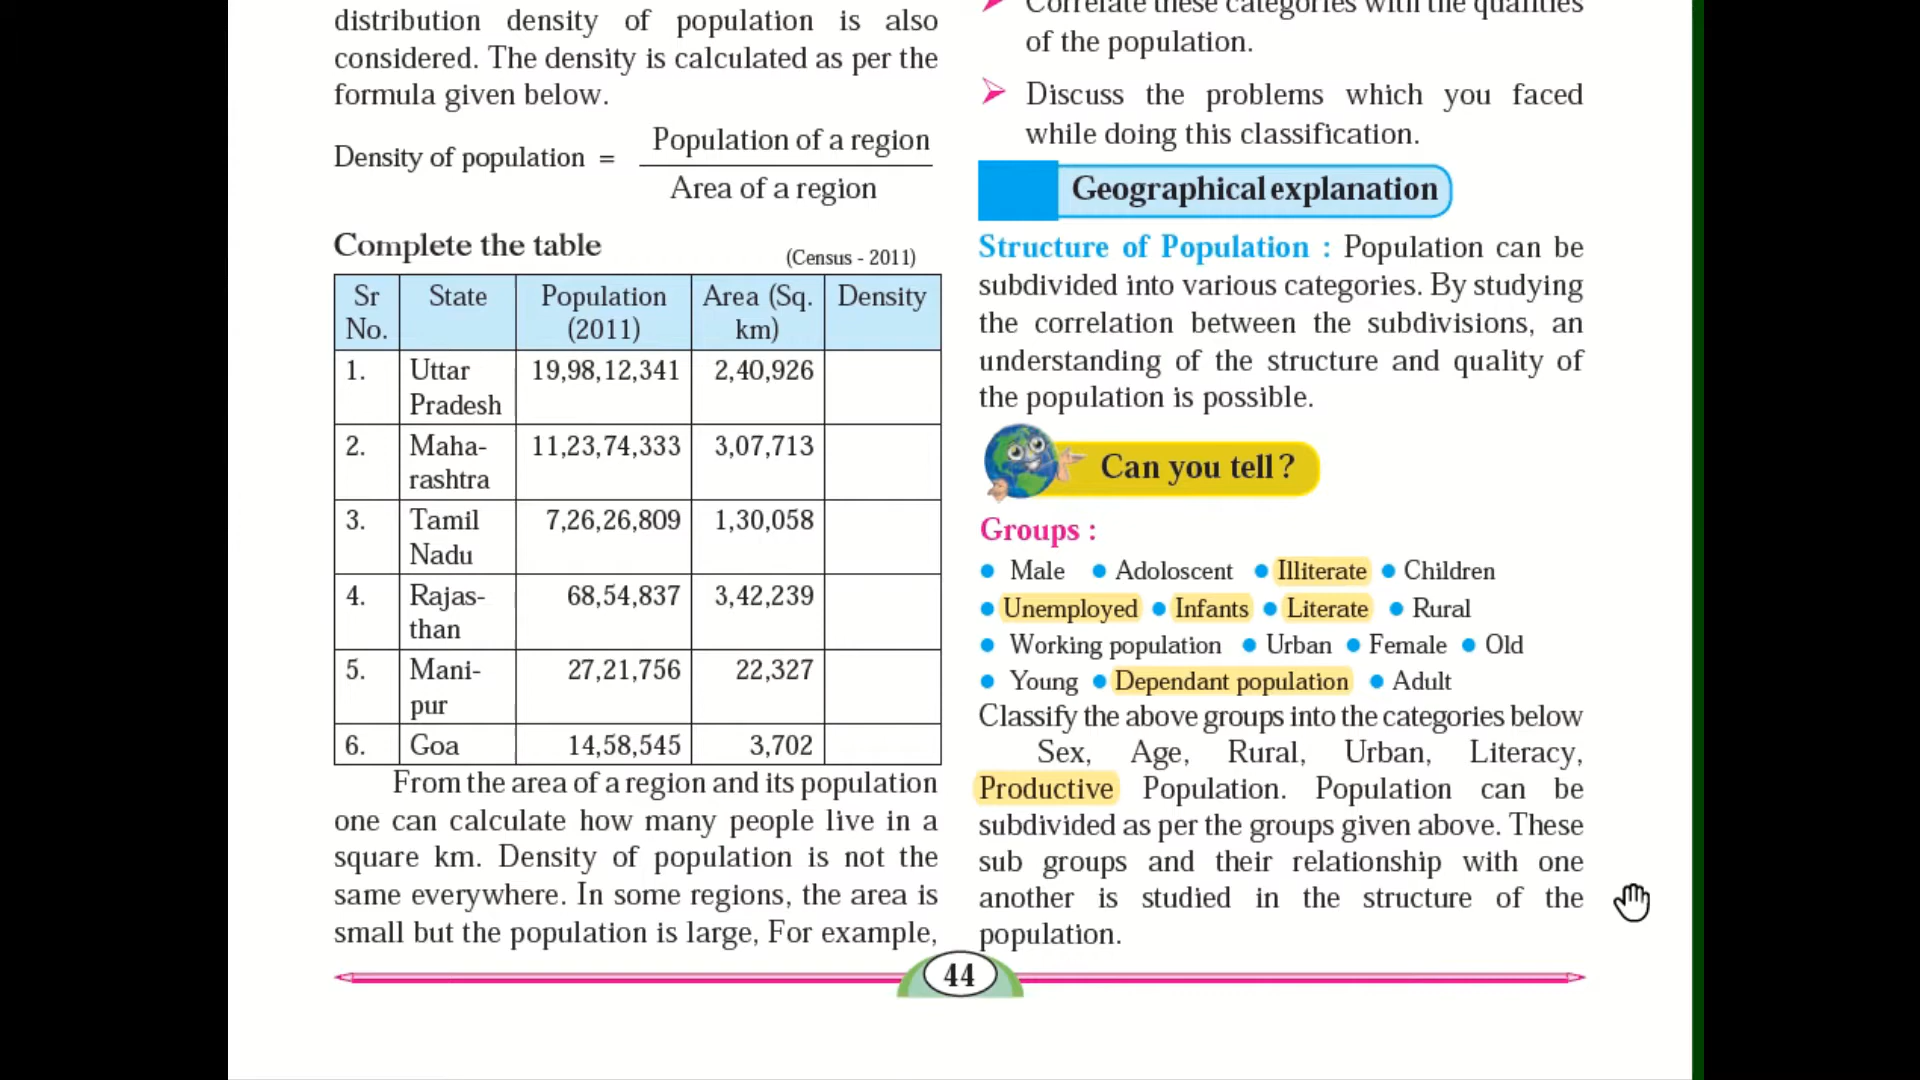 distribution density of population is also
considered. The density is calculated as per the
formula given below.
Density of population = Population of a region
Area of a region
Complete the table
(Census - 2011)
Sr No. State Population (2011) Area (Sq. km) Density
1. Uttar Pradesh 19,98,12,341 2,40,926
2. Maha-rashtra 11,23,74,333 3,07,713
3. Tamil Nadu 7,26,26,809 1,30,058
4. Rajas-than 68,54,837 3,42,239
5. Mani-pur 27,21,756 22,327
6. Goa 14,58,545 3,702
From the area of a region and its population
one can calculate how many people live in a
square km. Density of population is not the
same everywhere. In some regions, the area is
small but the population is large, For example,
Correlate these categories with the qualities
of the population.
Discuss the problems which you faced
while doing this classification.
Geographical explanation
Structure of Population : Population can be
subdivided into various categories. By studying
the correlation between the subdivisions, an
understanding of the structure and quality of
the population is possible.
Can you tell?
Groups :
• Male • Adoloscent • Illiterate • Children
• Unemployed • Infants • Literate • Rural
• Working population • Urban • Female • Old
• Young • Dependant population • Adult
Classify the above groups into the categories below
Sex, Age, Rural, Urban, Literacy,
Productive Population. Population can be
subdivided as per the groups given above. These
sub groups and their relationship with one
another is studied in the structure of the
population.
44